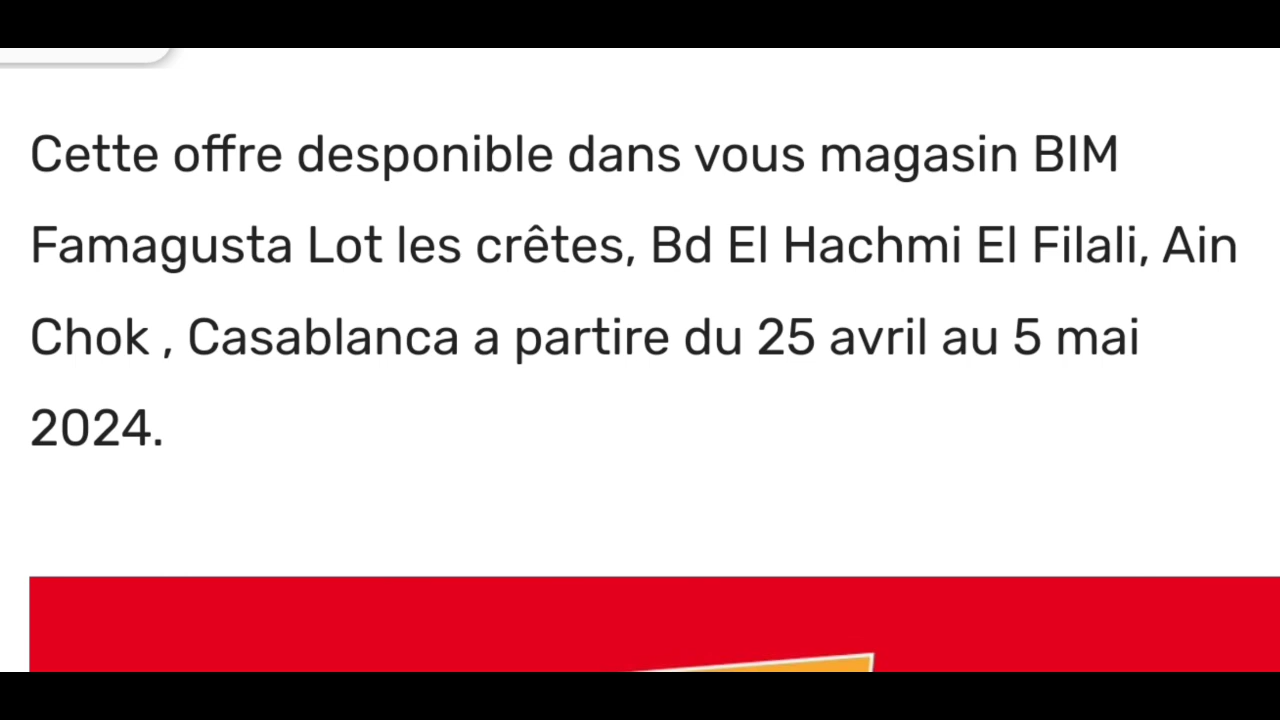 Cette offre desponible dans vous magasin BIM
Famagusta Lot les crêtes, Bd El Hachmi El Filali, Ain
Chok , Casablanca a partire du 25 avril au 5 mai
2024.